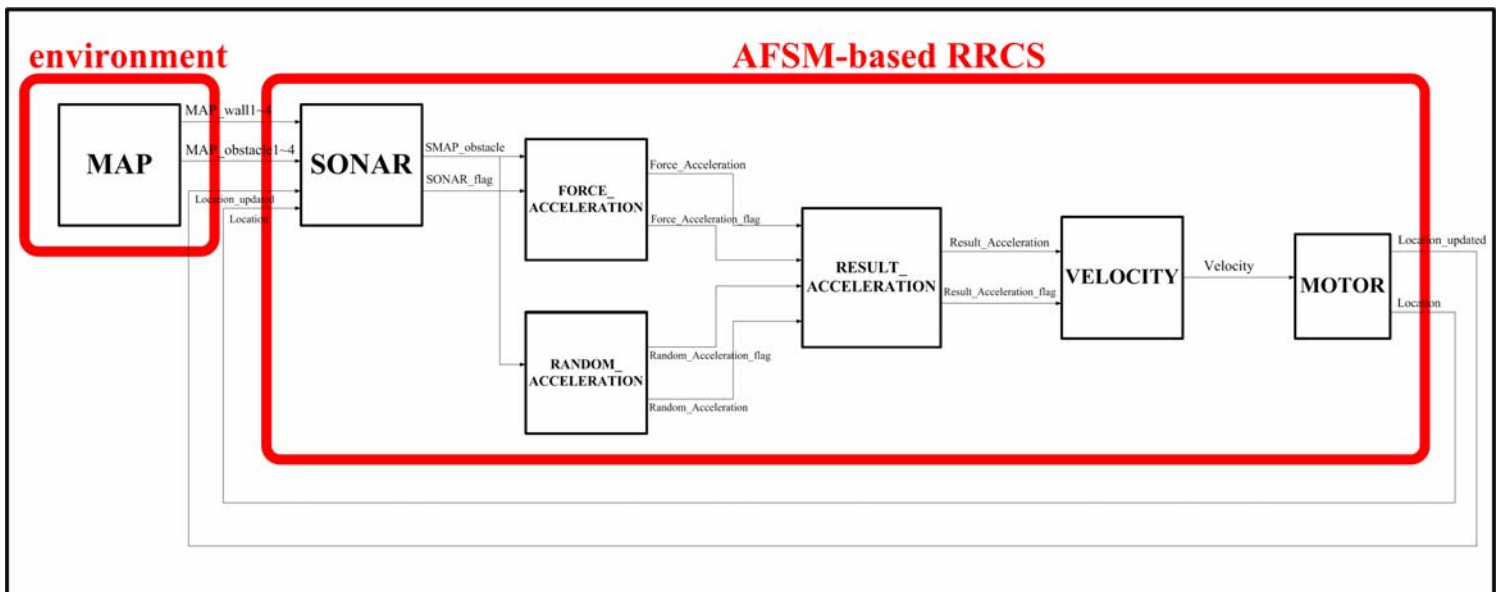 environment
AFSM-based RRCS
MAP
MAP_wall1~4
MAP_obstacle1~4
Location_updated
Location
SONAR
SMAP_obstacle
SONAR_flag
FORCE_
ACCELERATION
Force_Acceleration
Force_Acceleration_flag
RANDOM_
ACCELERATION
Random_Acceleration_flag
Random_Acceleration
RESULT_
ACCELERATION
Result_Acceleration
Result_Acceleration_flag
VELOCITY
Velocity
MOTOR
Location_updated
Location